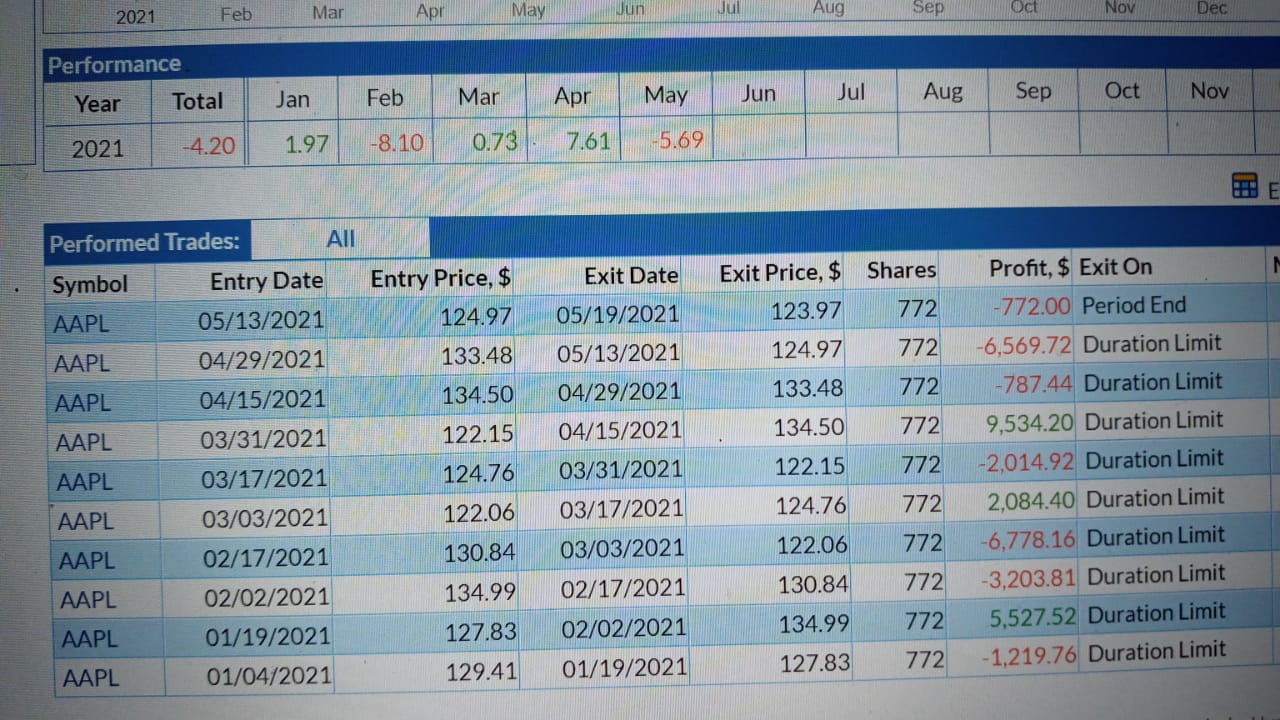 2021 Feb Mar Apr May Jun Jul Aug Sep Oct Nov Dec
Performance
Year Total Jan Feb Mar Apr May Jun Jul Aug Sep Oct Nov
2021 -4.20 1.97 -8.10 0.73 7.61 -5.69
E
Performed Trades: All
Symbol Entry Date Entry Price, $ Exit Date Exit Price, $ Shares Profit, $ Exit On
AAPL 05/13/2021 124.97 05/19/2021 123.97 772 -772.00 Period End
AAPL 04/29/2021 133.48 05/13/2021 124.97 772 -6,569.72 Duration Limit
AAPL 04/15/2021 134.50 04/29/2021 133.48 772 -787.44 Duration Limit
AAPL 03/31/2021 122.15 04/15/2021 134.50 772 9,534.20 Duration Limit
AAPL 03/17/2021 124.76 03/31/2021 122.15 772 -2,014.92 Duration Limit
AAPL 03/03/2021 122.06 03/17/2021 124.76 772 2,084.40 Duration Limit
AAPL 02/17/2021 130.84 03/03/2021 122.06 772 -6,778.16 Duration Limit
AAPL 02/02/2021 134.99 02/17/2021 130.84 772 -3,203.81 Duration Limit
AAPL 01/19/2021 127.83 02/02/2021 134.99 772 5,527.52 Duration Limit
AAPL 01/04/2021 129.41 01/19/2021 127.83 772 -1,219.76 Duration Limit